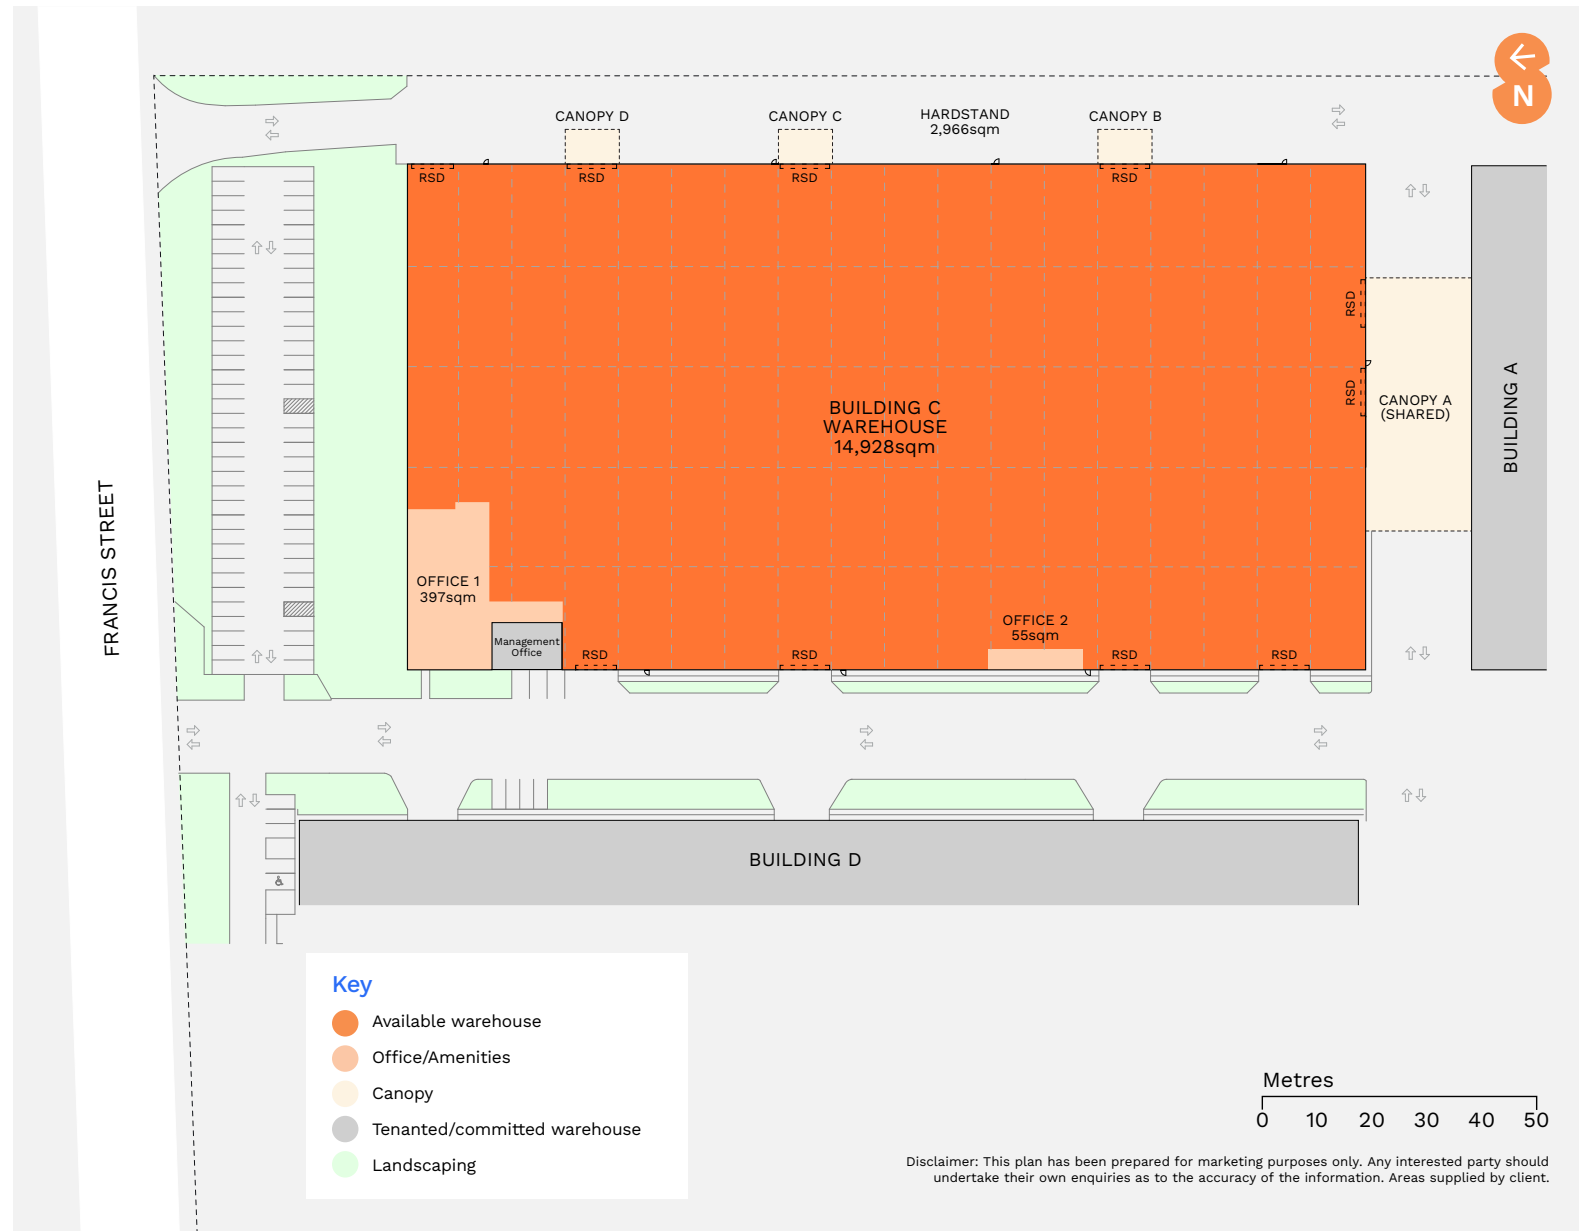 N
CANOPY D
CANOPY C
HARDSTAND
2,966sqm
CANOPY B
RSD
RSD
RSD
RSD
RSD
RSD
BUILDING C
WAREHOUSE
14,928sqm
CANOPY A
(SHARED)
BUILDING A
FRANCIS STREET
OFFICE 1
397sqm
Management
Office
OFFICE 2
55sqm
RSD
RSD
RSD
RSD
BUILDING D
Key
Available warehouse
Office/Amenities
Canopy
Tenanted/committed warehouse
Landscaping
Metres
0 10 20 30 40 50
Disclaimer: This plan has been prepared for marketing purposes only. Any interested party should
undertake their own enquiries as to the accuracy of the information. Areas supplied by client.